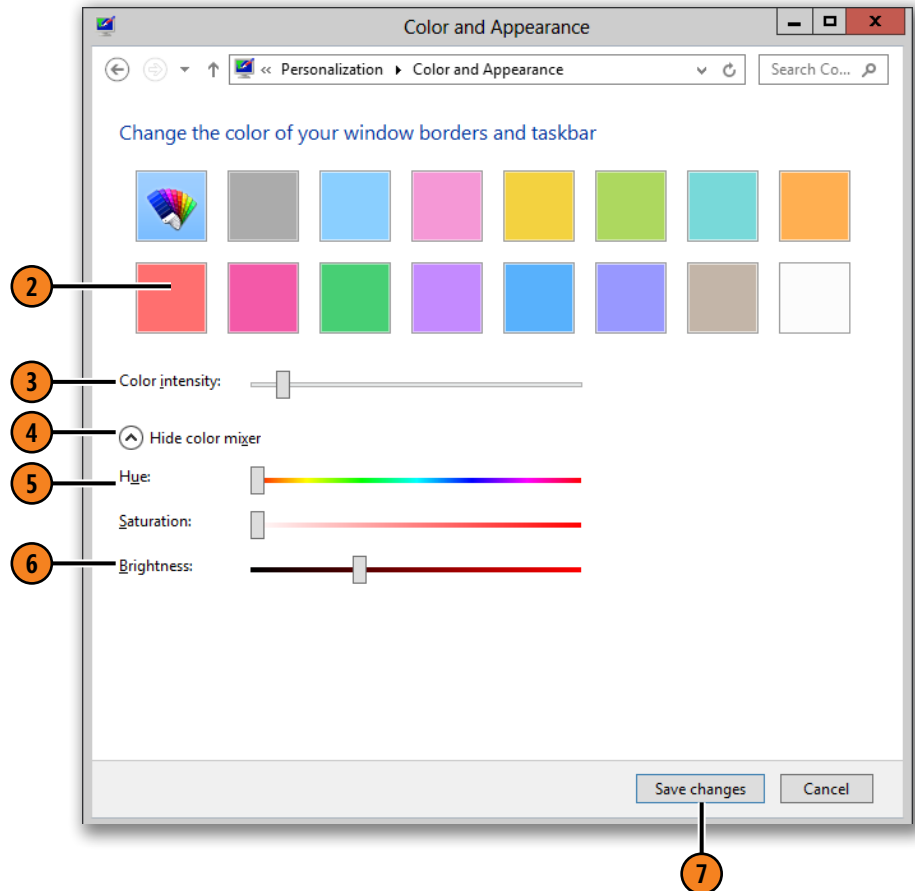 Color and Appearance
x
« Personalization Color and Appearance
Search Co...
Change the color of your window borders and taskbar
2
3 Color intensity:
4 Hide color mixer
5 Hue:
Saturation:
6 Brightness:
Save changes Cancel
7